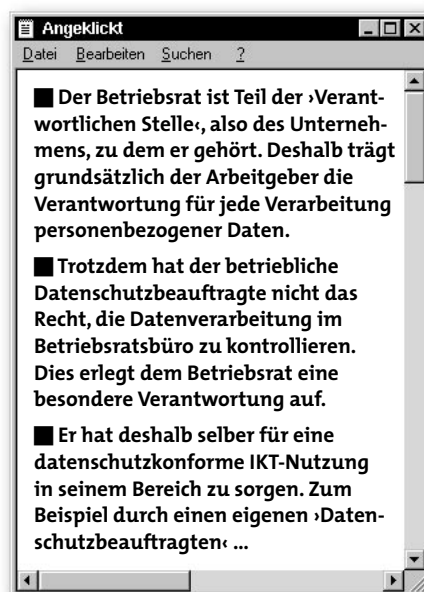 Angeklickt
Datei Bearbeiten Suchen ?
Der Betriebsrat ist Teil der ›Verant-
wortlichen Stelle‹, also des Unterneh-
mens, zu dem er gehört. Deshalb trägt
grundsätzlich der Arbeitgeber die
Verantwortung für jede Verarbeitung
personenbezogener Daten.
Trotzdem hat der betriebliche
Datenschutzbeauftragte nicht das
Recht, die Datenverarbeitung im
Betriebsratsbüro zu kontrollieren.
Dies erlegt dem Betriebsrat eine
besondere Verantwortung auf.
Er hat deshalb selber für eine
datenschutzkonforme IKT-Nutzung
in seinem Bereich zu sorgen. Zum
Beispiel durch einen eigenen ›Daten-
schutzbeauftragten‹ ...